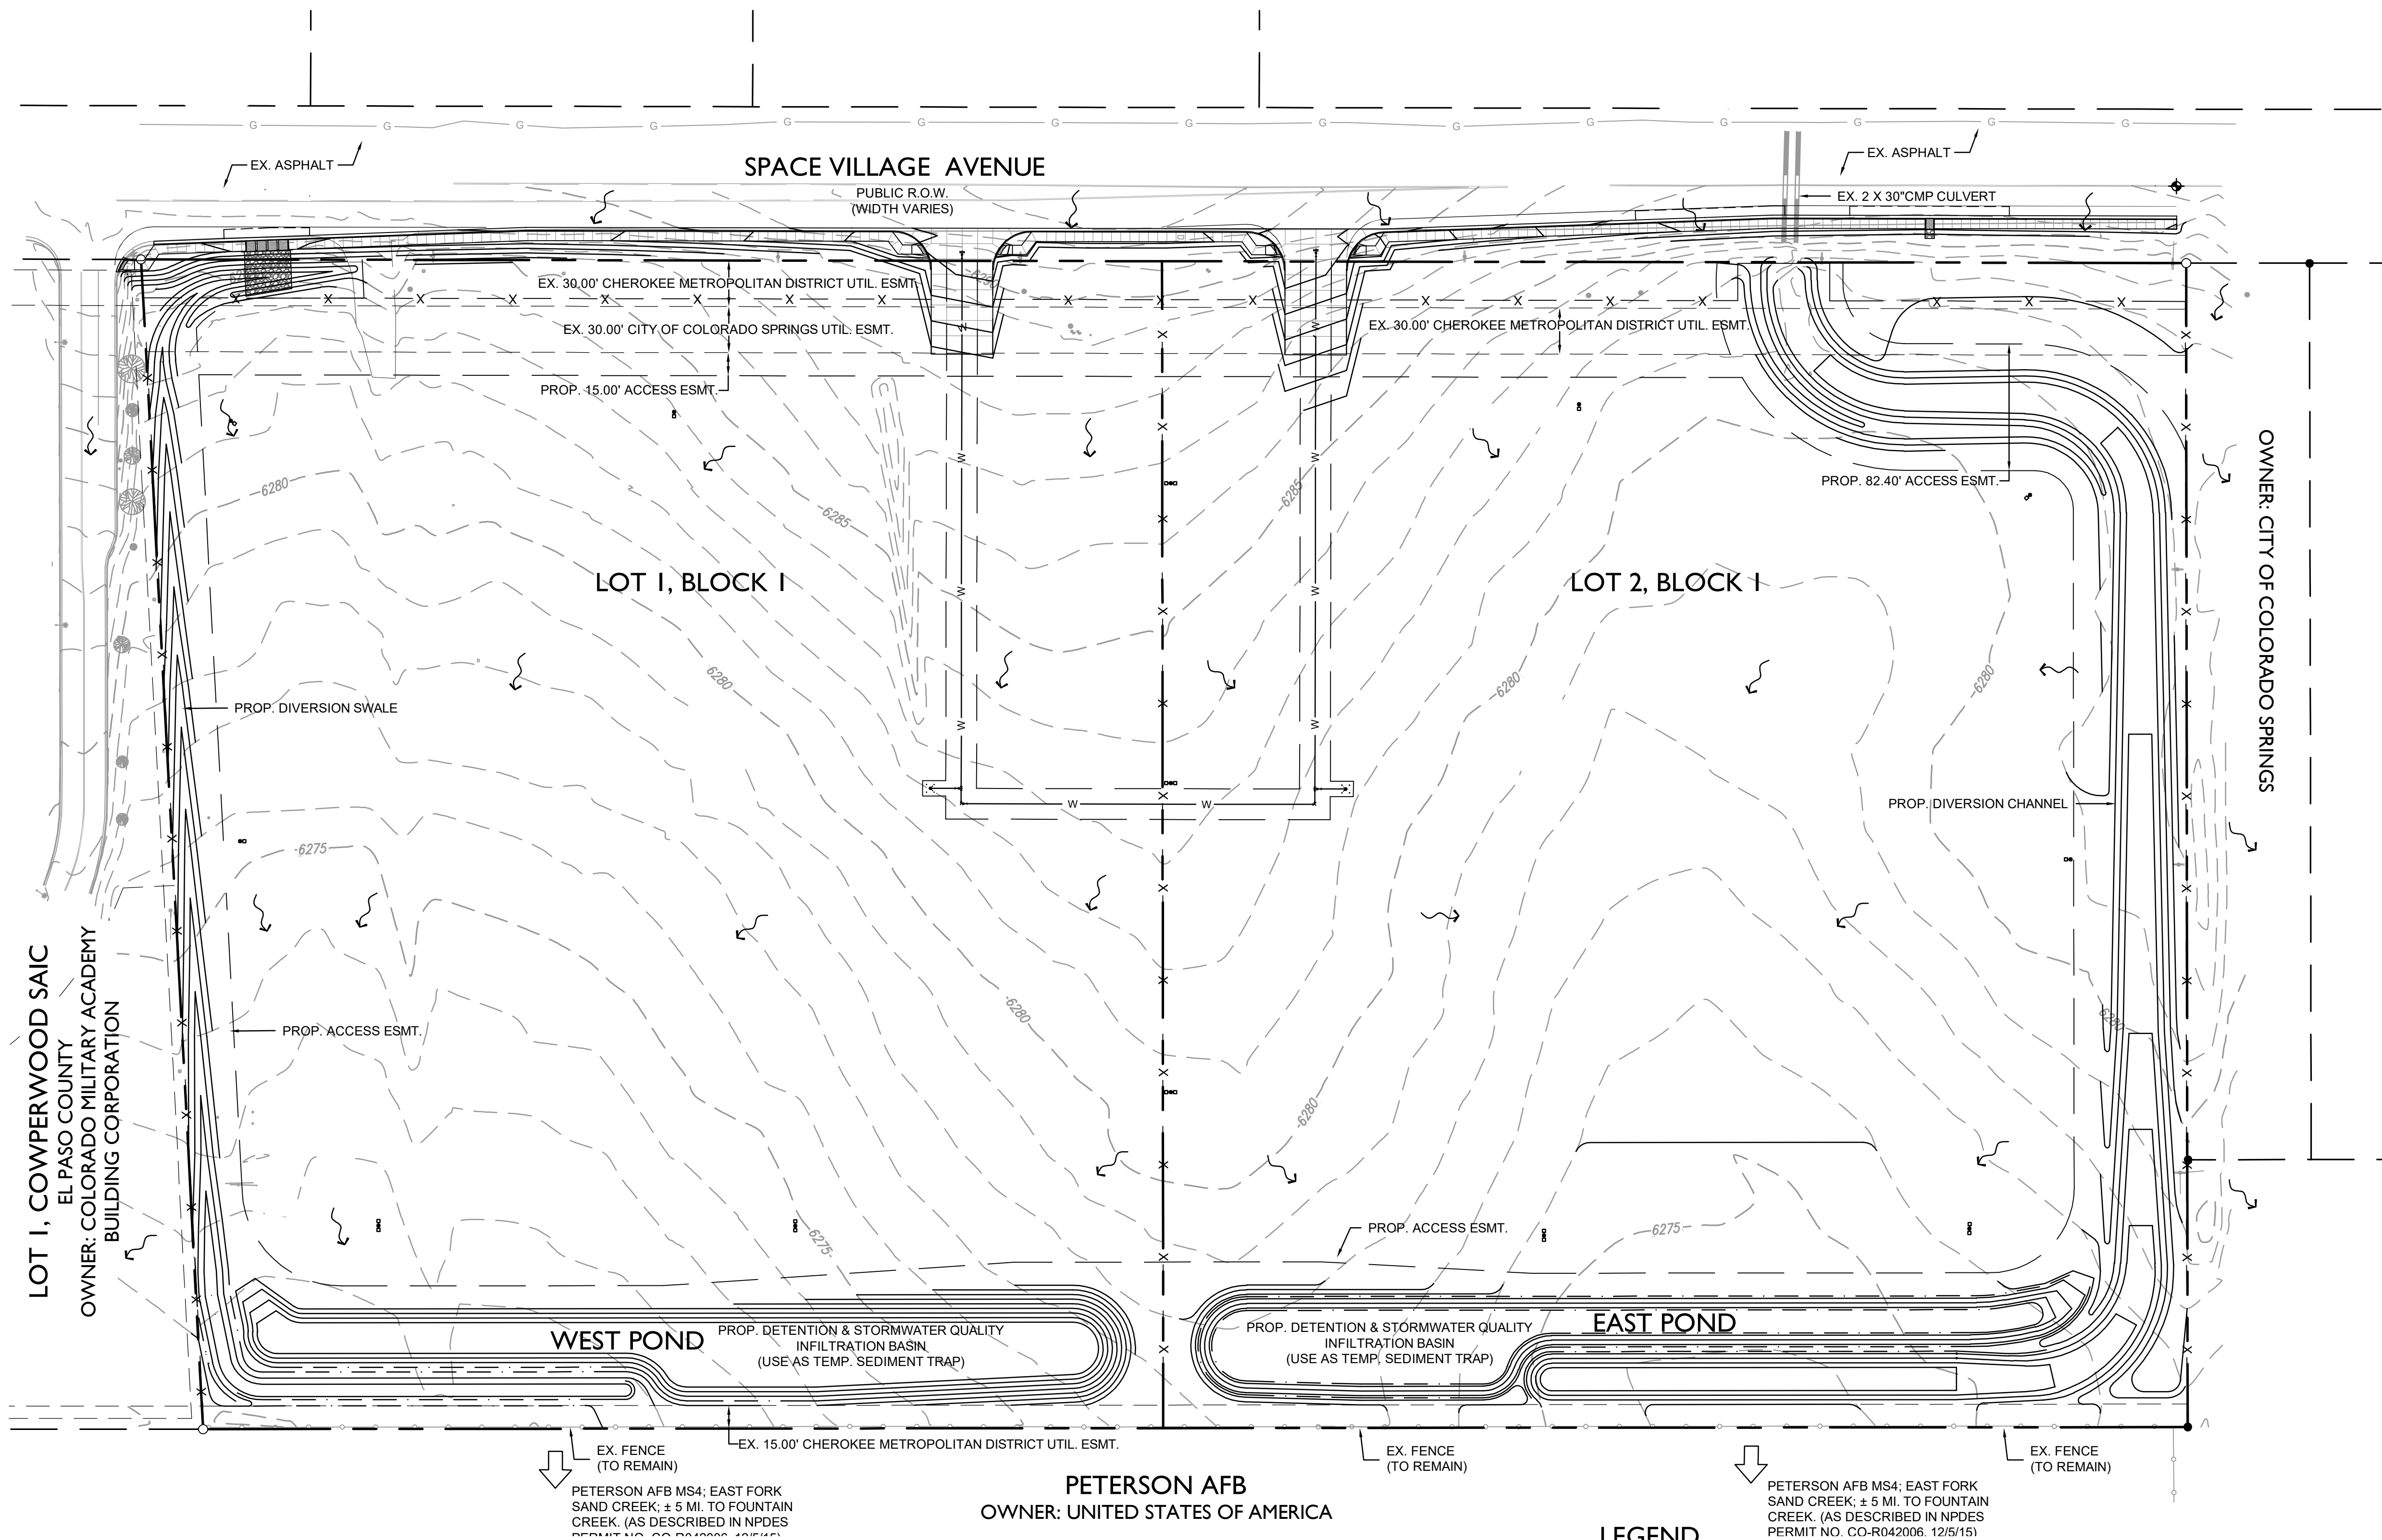 G G G G G G G G G G G G G G G
EX. ASPHALT
SPACE VILLAGE AVENUE
EX. ASPHALT
PUBLIC R.O.W.
(WIDTH VARIES)
EX. 2 X 30"CMP CULVERT
EX. 30.00' CHEROKEE METROPOLITAN DISTRICT UTIL. ESMT.
EX. 30.00' CITY OF COLORADO SPRINGS UTIL. ESMT.
EX. 30.00' CHEROKEE METROPOLITAN DISTRICT UTIL. ESMT.
PROP. 15.00' ACCESS ESMT.
PROP. 82.40' ACCESS ESMT.
6280
6285
6285
OWNER: CITY OF COLORADO SPRINGS
LOT 1, BLOCK 1
LOT 2, BLOCK 1
6280
6280
6280
PROP. DIVERSION SWALE
W W
PROP. DIVERSION CHANNEL
6275
LOT 1, COWPERWOOD SAIC
EL PASO COUNTY
OWNER: COLORADO MILITARY ACADEMY
BUILDING CORPORATION
6280
6280
PROP. ACCESS ESMT.
6280
6275
PROP. ACCESS ESMT.
6275
WEST POND
PROP. DETENTION & STORMWATER QUALITY
INFILTRATION BASIN
(USE AS TEMP. SEDIMENT TRAP)
PROP. DETENTION & STORMWATER QUALITY
INFILTRATION BASIN
(USE AS TEMP. SEDIMENT TRAP)
EAST POND
EX. 15.00' CHEROKEE METROPOLITAN DISTRICT UTIL. ESMT.
EX. FENCE
(TO REMAIN)
EX. FENCE
(TO REMAIN)
EX. FENCE
(TO REMAIN)
PETERSON AFB
OWNER: UNITED STATES OF AMERICA
PETERSON AFB MS4; EAST FORK
SAND CREEK; ± 5 MI. TO FOUNTAIN
CREEK. (AS DESCRIBED IN NPDES
PERMIT NO. CO-R042006, 12/5/15)
PETERSON AFB MS4; EAST FORK
SAND CREEK; ± 5 MI. TO FOUNTAIN
CREEK. (AS DESCRIBED IN NPDES
PERMIT NO. CO-R042006, 12/5/15)
LEGEND